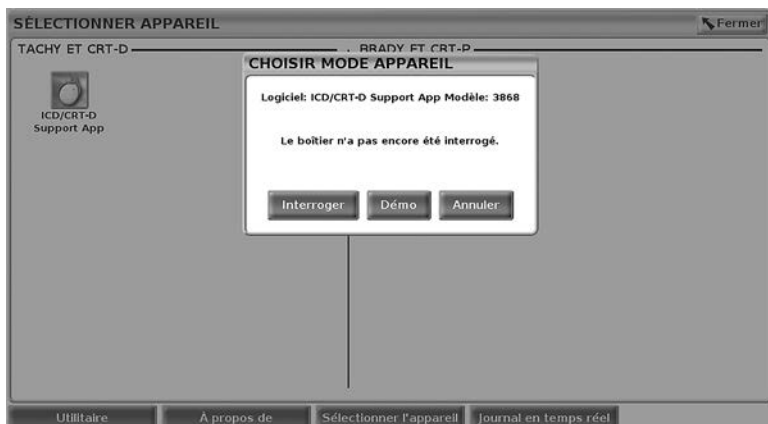 SÉLECTIONNER APPAREIL
Fermer
TACHY ET CRT-D
BRADY ET CRT-P
CHOISIR MODE APPAREIL
Logiciel: ICD/CRT-D Support App Modèle: 3868
ICD/CRT-D
Support App
Le boîtier n'a pas encore été interrogé.
Interroger Démo Annuler
Utilitaire À propos de Sélectionner l'appareil Journal en temps réel